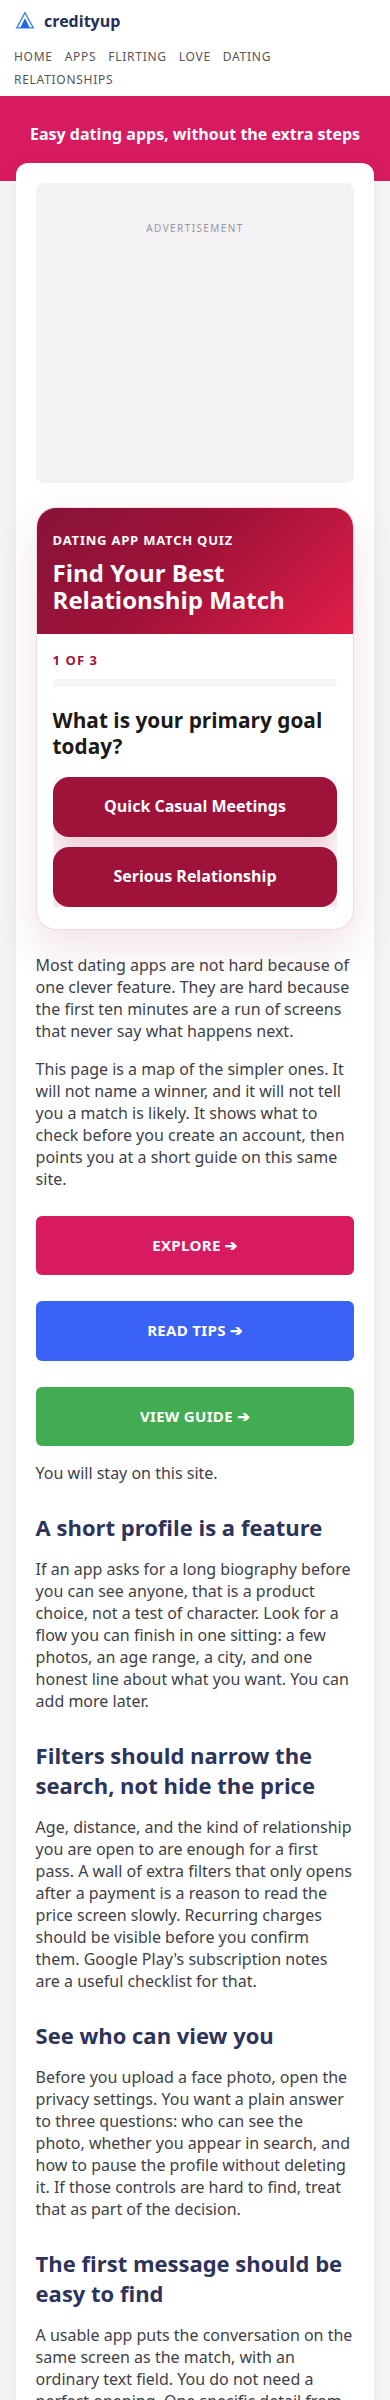 credityup
HOME APPS FLIRTING LOVE DATING
RELATIONSHIPS
Easy dating apps, without the extra steps
ADVERTISEMENT
DATING APP MATCH QUIZ
Find Your Best
Relationship Match
1 OF 3
What is your primary goal
today?
Quick Casual Meetings
Serious Relationship
Most dating apps are not hard because of
one clever feature. They are hard because
the first ten minutes are a run of screens
that never say what happens next.
This page is a map of the simpler ones. It
will not name a winner, and it will not tell
you a match is likely. It shows what to
check before you create an account, then
points you at a short guide on this same
site.
EXPLORE ➔
READ TIPS ➔
VIEW GUIDE ➔
You will stay on this site.
A short profile is a feature
If an app asks for a long biography before
you can see anyone, that is a product
choice, not a test of character. Look for a
flow you can finish in one sitting: a few
photos, an age range, a city, and one
honest line about what you want. You can
add more later.
Filters should narrow the
search, not hide the price
Age, distance, and the kind of relationship
you are open to are enough for a first
pass. A wall of extra filters that only opens
after a payment is a reason to read the
price screen slowly. Recurring charges
should be visible before you confirm
them. Google Play's subscription notes
are a useful checklist for that.
See who can view you
Before you upload a face photo, open the
privacy settings. You want a plain answer
to three questions: who can see the
photo, whether you appear in search, and
how to pause the profile without deleting
it. If those controls are hard to find, treat
that as part of the decision.
The first message should be
easy to find
A usable app puts the conversation on the
same screen as the match, with an
ordinary text field. You do not need a
perfect opening. One specific detail from